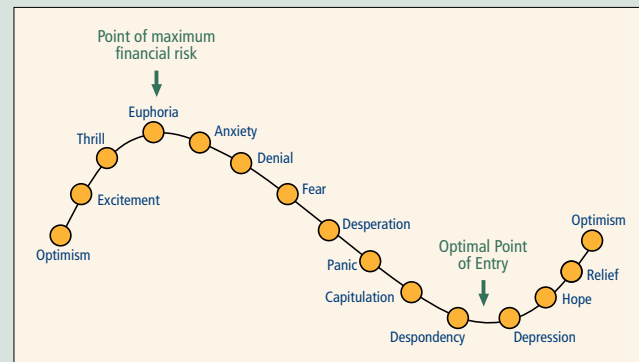 Point of maximum
financial risk
Euphoria
Thrill
Anxiety
Denial
Excitement
Fear
Desperation
Optimism
Optimism
Optimal Point
of Entry
Panic
Relief
Capitulation
Hope
Despondency
Depression